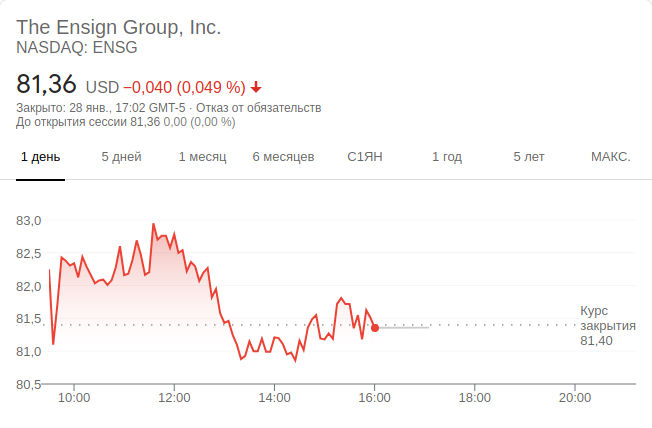 The Ensign Group, Inc.
NASDAQ: ENSG
81,36 USD −0,040 (0,049 %)
Закрыто: 28 янв., 17:02 GMT-5 · Отказ от обязательств
До открытия сессии 81,36 0,00 (0,00 %)
1 день 5 дней 1 месяц 6 месяцев С1ЯН 1 год 5 лет МАКС.
83,0
82,5
82,0
81,5
81,0
80,5
Курс
закрытия
81,40
10:00 12:00 14:00 16:00 18:00 20:00